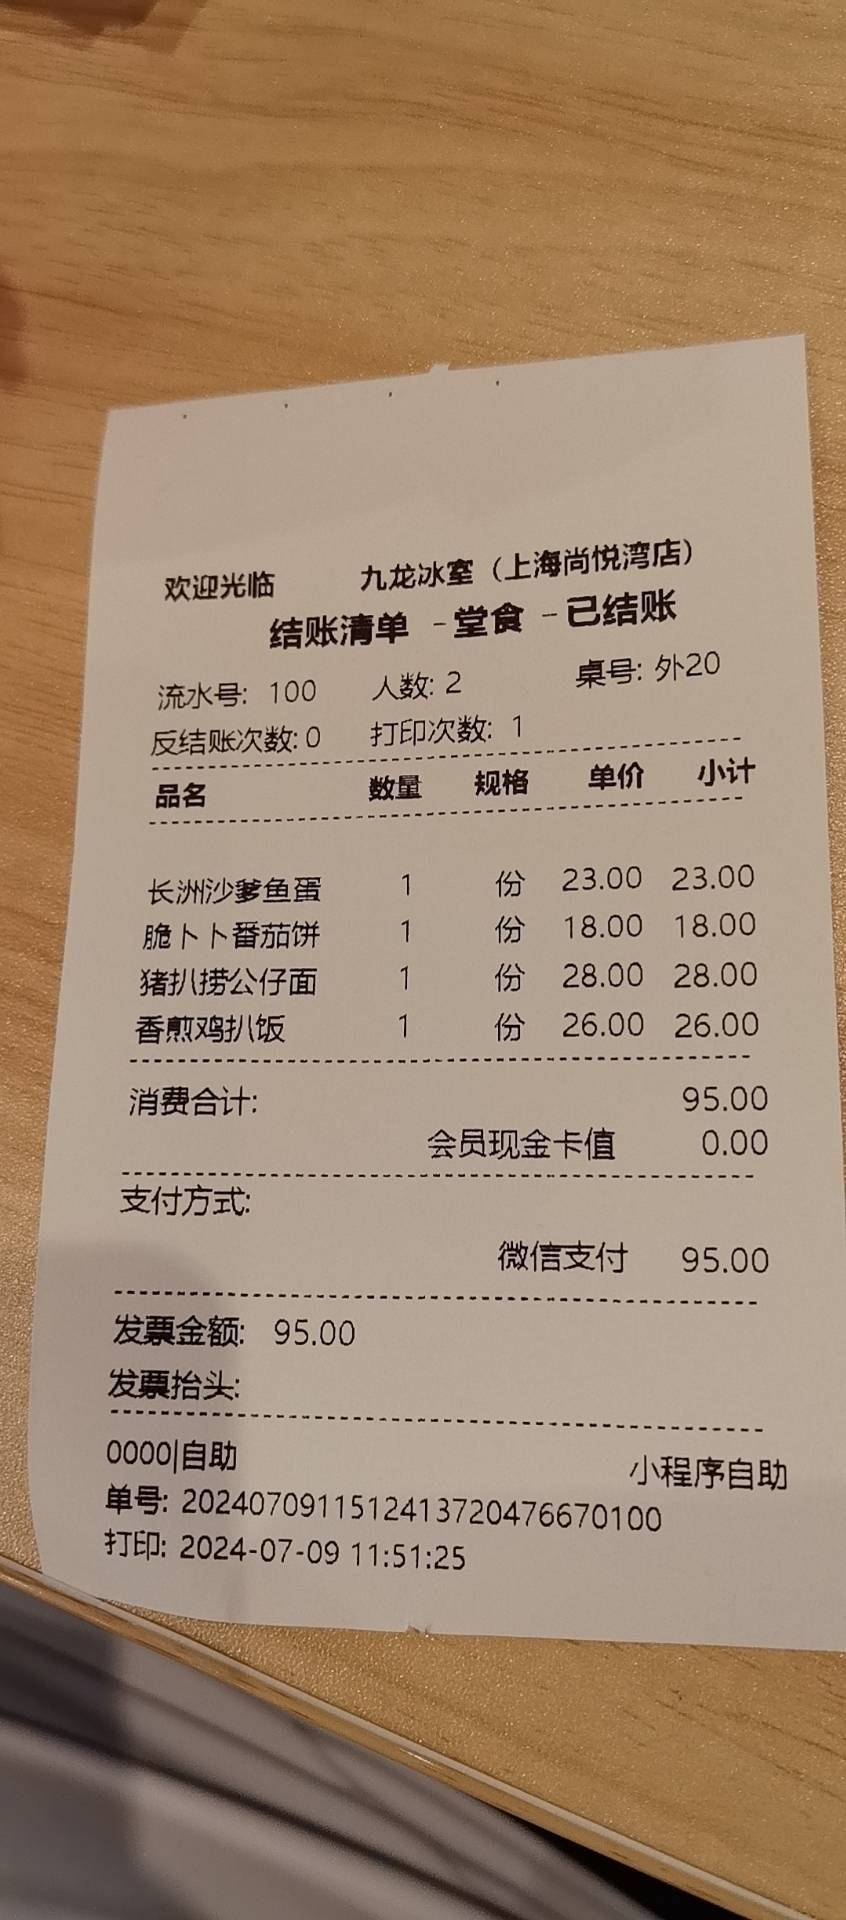 欢迎光临 九龙冰室（上海尚悦湾店）
结账清单 -堂食 -已结账
流水号: 100 人数: 2 桌号: 外20
反结账次数: 0 打印次数: 1
品名 数量 规格 单价 小计
长洲沙爹鱼蛋 1 份 23.00 23.00
脆卜卜番茄饼 1 份 18.00 18.00
猪扒捞公仔面 1 份 28.00 28.00
香煎鸡扒饭 1 份 26.00 26.00
消费合计: 95.00
会员现金卡值 0.00
支付方式:
微信支付 95.00
发票金额: 95.00
发票抬头:
0000|自助 小程序自助
单号: 2024070911512413720476670100
打印: 2024-07-09 11:51:25